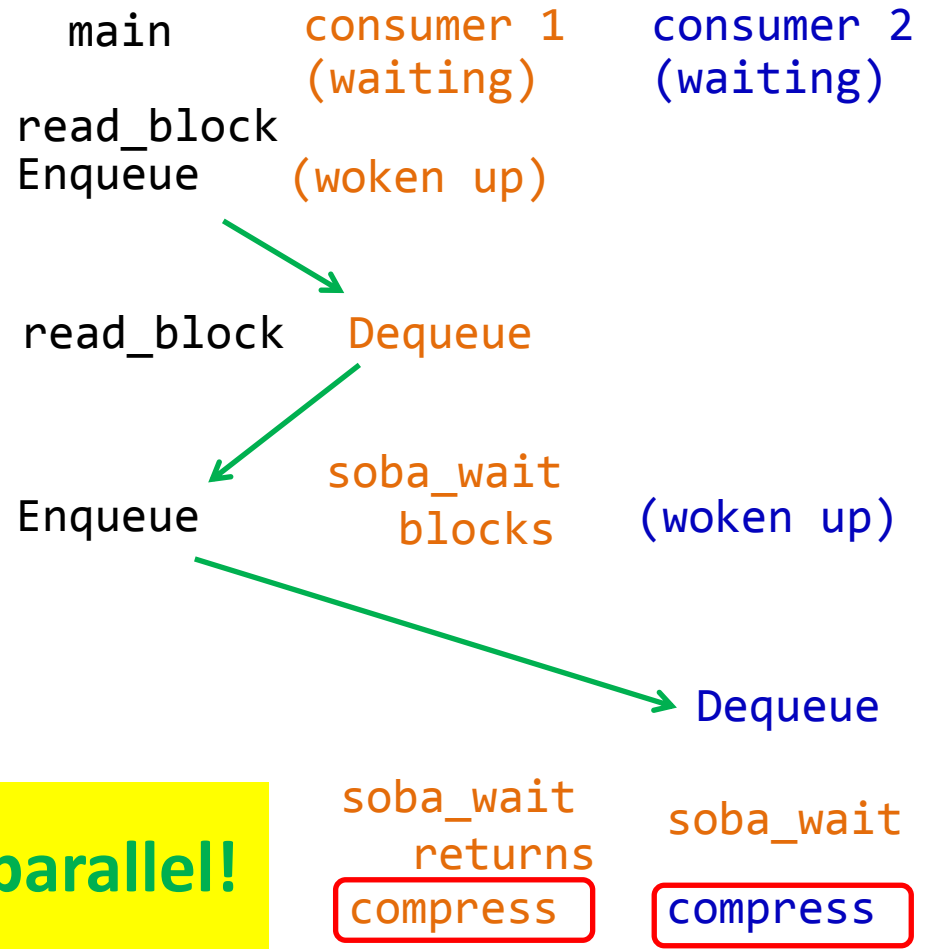 main consumer 1 consumer 2
(waiting) (waiting)
read_block
Enqueue (woken up)
read_block Dequeue
soba_wait
Enqueue blocks (woken up)
Dequeue
soba_wait soba_wait
returns
parallel!
compress compress